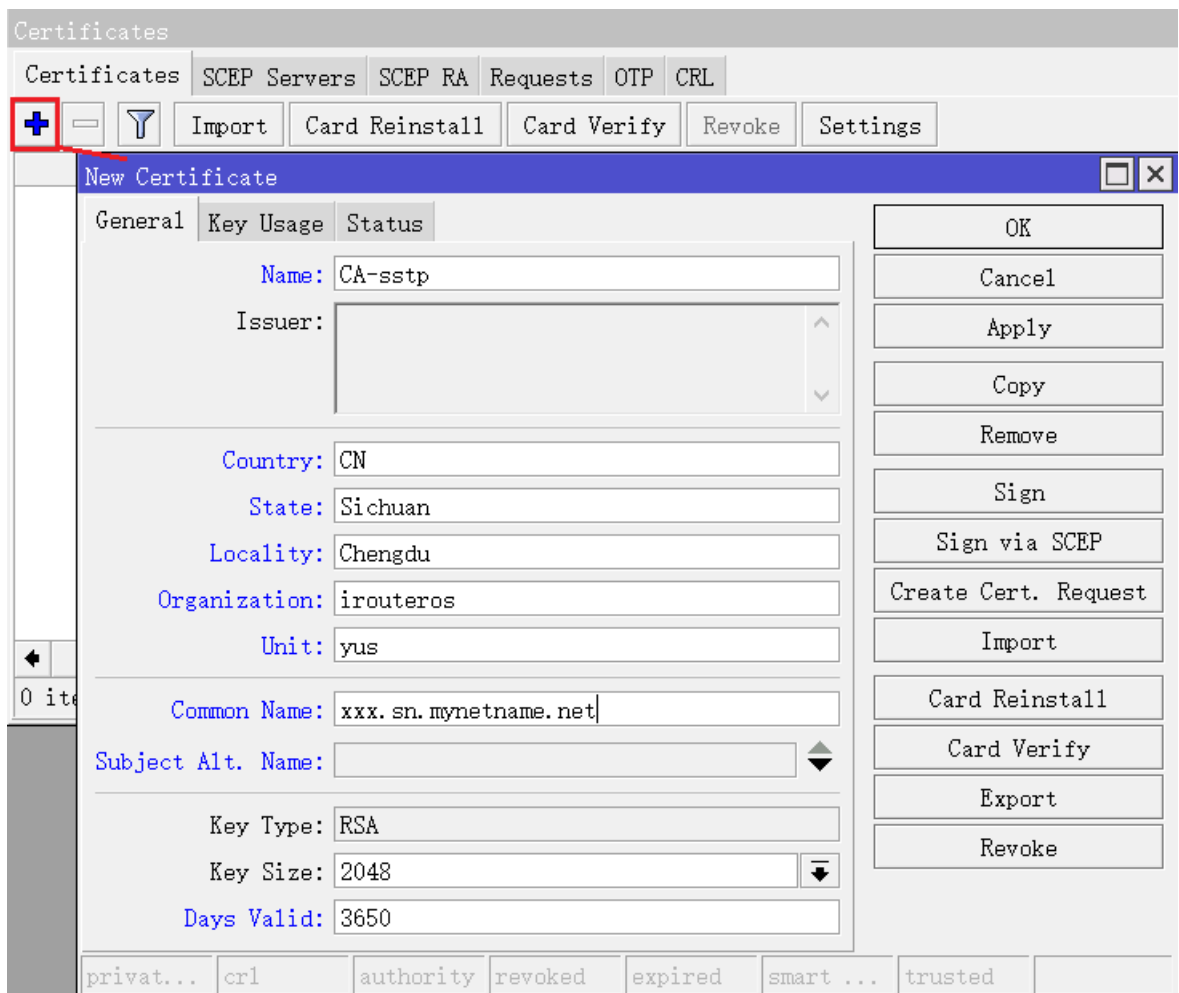 Certificates
Certificates SCEP Servers SCEP RA Requests OTP CRL
Import Card Reinstall Card Verify Revoke Settings
New Certificate
General Key Usage Status
Name: CA-sstp
Issuer:
Country: CN
State: Sichuan
Locality: Chengdu
Organization: irouteros
Unit: yus
Common Name: xxx.sn.mynetname.net
Subject Alt. Name:
Key Type: RSA
Key Size: 2048
Days Valid: 3650
OK
Cancel
Apply
Copy
Remove
Sign
Sign via SCEP
Create Cert. Request
Import
Card Reinstall
Card Verify
Export
Revoke
0 ite
privat... crl authority revoked expired smart ... trusted